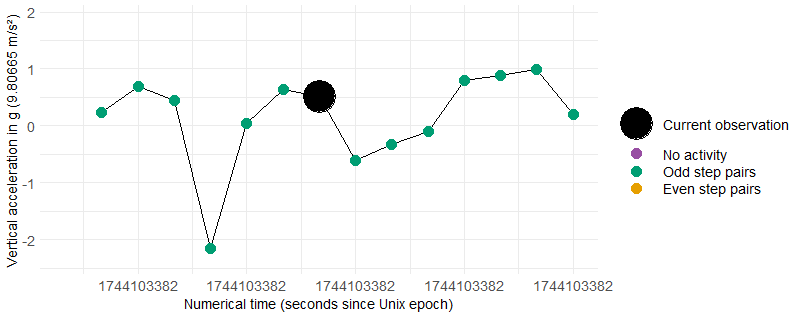 2
1
0
-1
-2
Vertical acceleration in g (9.80665 m/s²)
1744103382 1744103382 1744103382 1744103382 1744103382
Numerical time (seconds since Unix epoch)
Current observation
No activity
Odd step pairs
Even step pairs